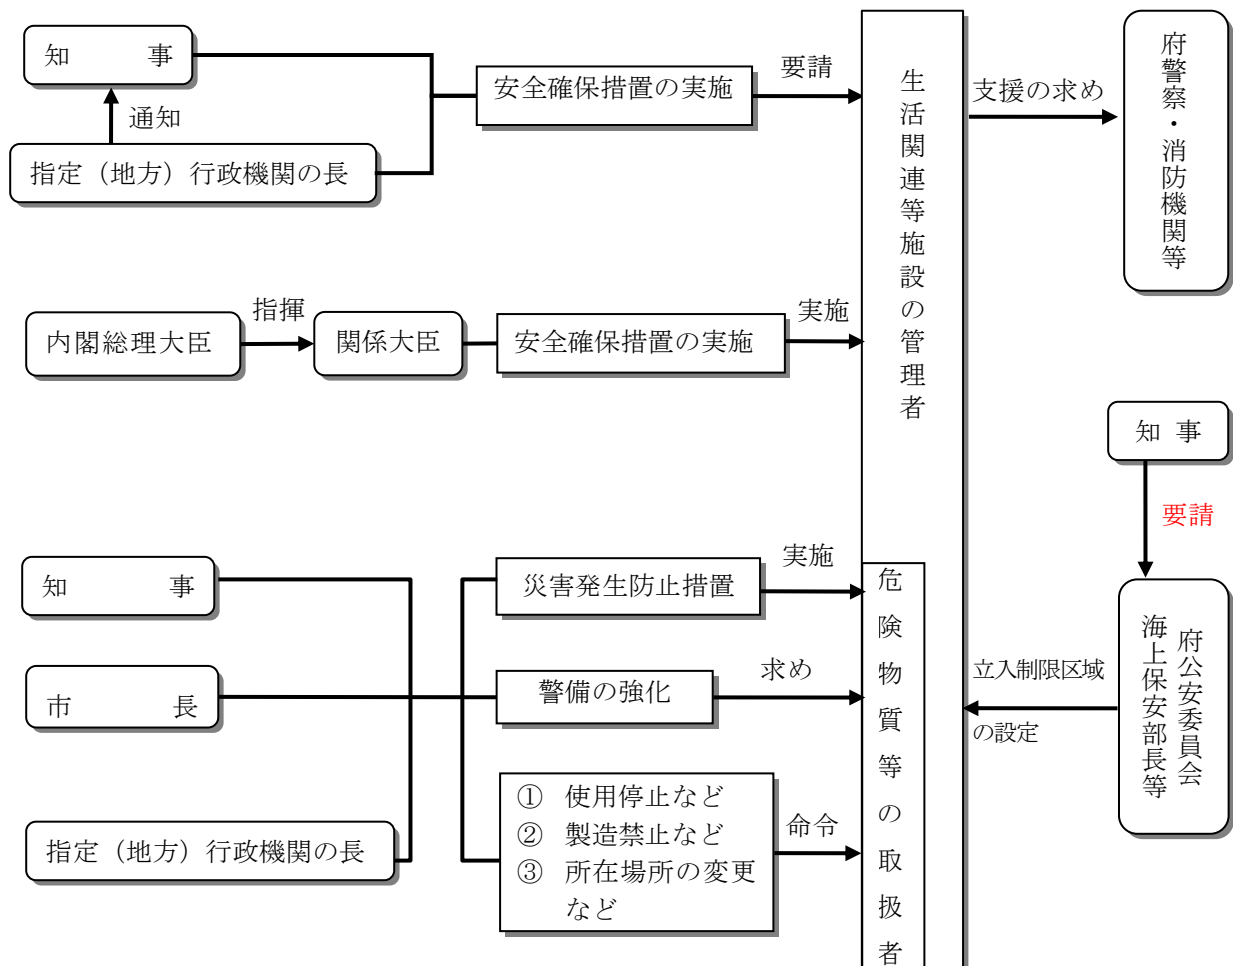 知　　事
通知
指定（地方）行政機関の長
安全確保措置の実施
要請
生活関連等施設の管理者
支援の求め
府警察・消防機関等
内閣総理大臣
指揮
関係大臣
安全確保措置の実施
実施
知 事
要請
府公安委員会
海上保安部長等
立入制限区域
の設定
知　　事
市　　長
指定（地方）行政機関の長
災害発生防止措置
実施
警備の強化
求め
① 使用停止など
② 製造禁止など
③ 所在場所の変更
など
命令
危険物質等の取扱者